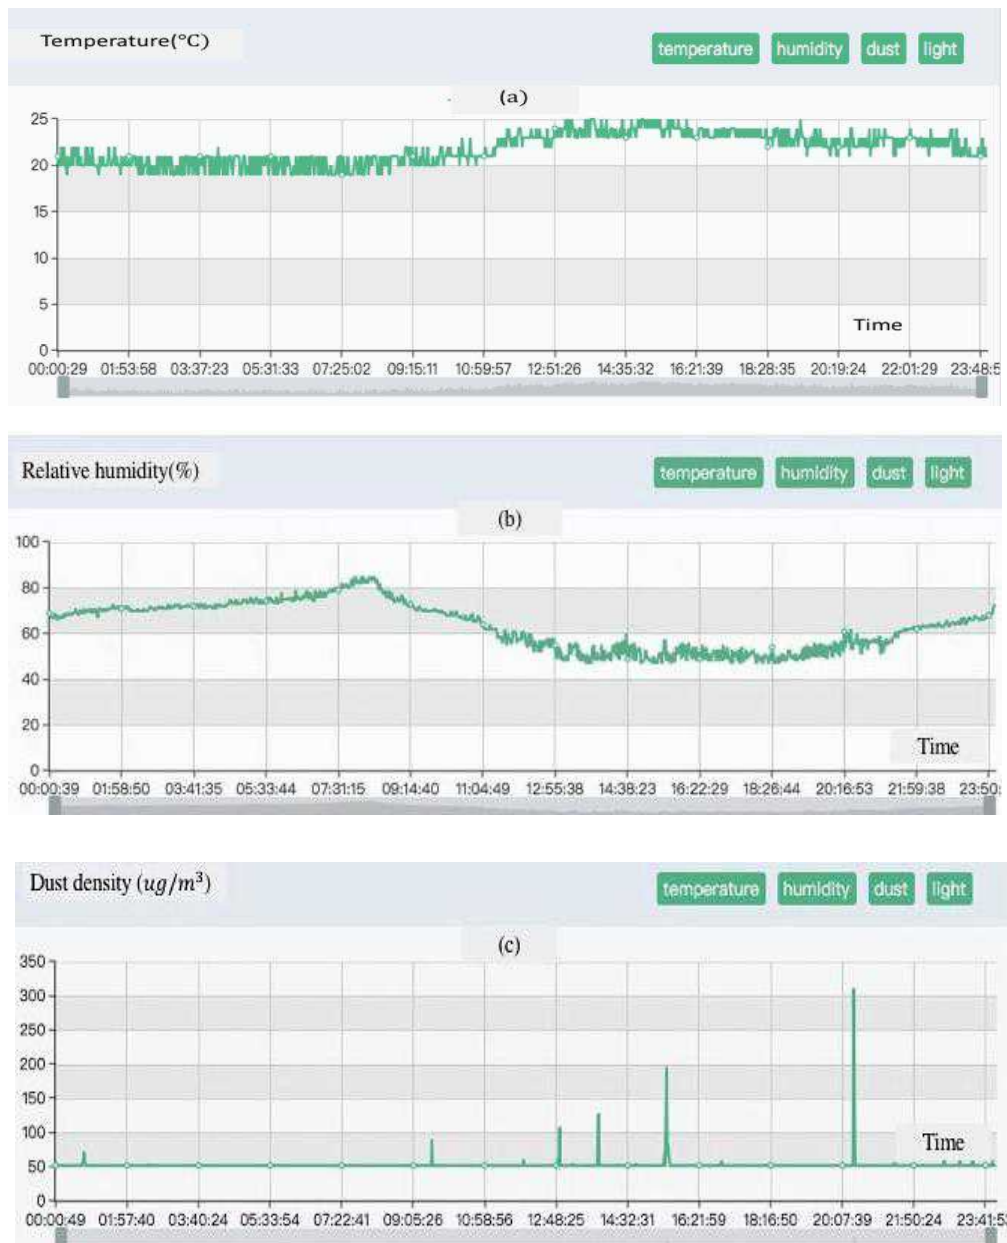 Temperature(°C)
temperature humidity dust light
(a)
25
20
15
10
5
0
Time
00:00:29 01:53:58 03:37:23 05:31:33 07:25:02 09:15:11 10:59:57 12:51:26 14:35:32 16:21:39 18:28:35 20:19:24 22:01:29 23:48:5
Relative humidity(%)
temperature humidity dust light
(b)
100
80
60
40
20
0
Time
00:00:39 01:58:50 03:41:35 05:33:44 07:31:15 09:14:40 11:04:49 12:55:38 14:38:23 16:22:29 18:26:44 20:16:53 21:59:38 23:50:
Dust density (ug/m³)
temperature humidity dust light
(c)
350
300
250
200
150
100
50
0
Time
00:00:49 01:57:40 03:40:24 05:33:54 07:22:41 09:05:26 10:58:56 12:48:25 14:32:31 16:21:59 18:16:50 20:07:39 21:50:24 23:41:5